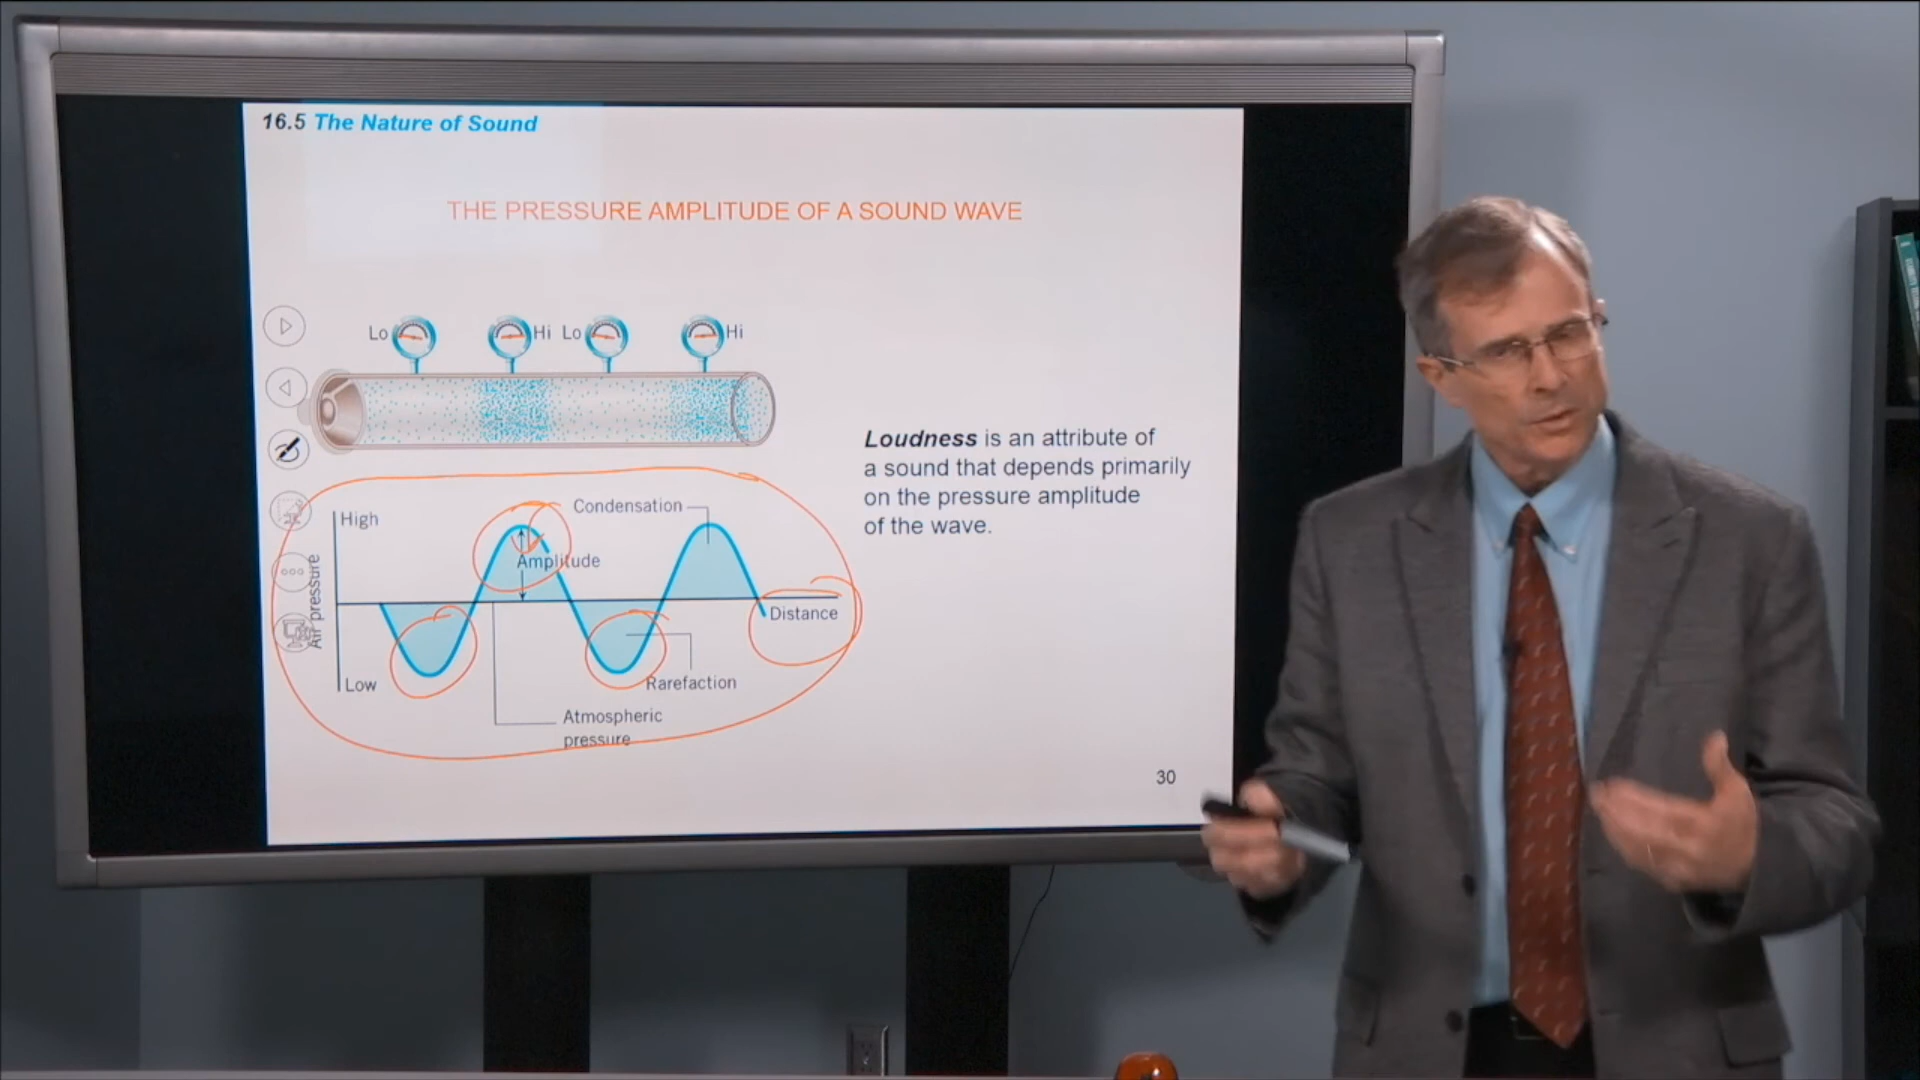 16.5 The Nature of Sound
THE PRESSURE AMPLITUDE OF A SOUND WAVE
Lo
Hi
Lo
Hi
High
Condensation
Amplitude
Air pressure
Distance
Low
Rarefaction
Atmospheric
pressure
Loudness is an attribute of
a sound that depends primarily
on the pressure amplitude
of the wave.
30